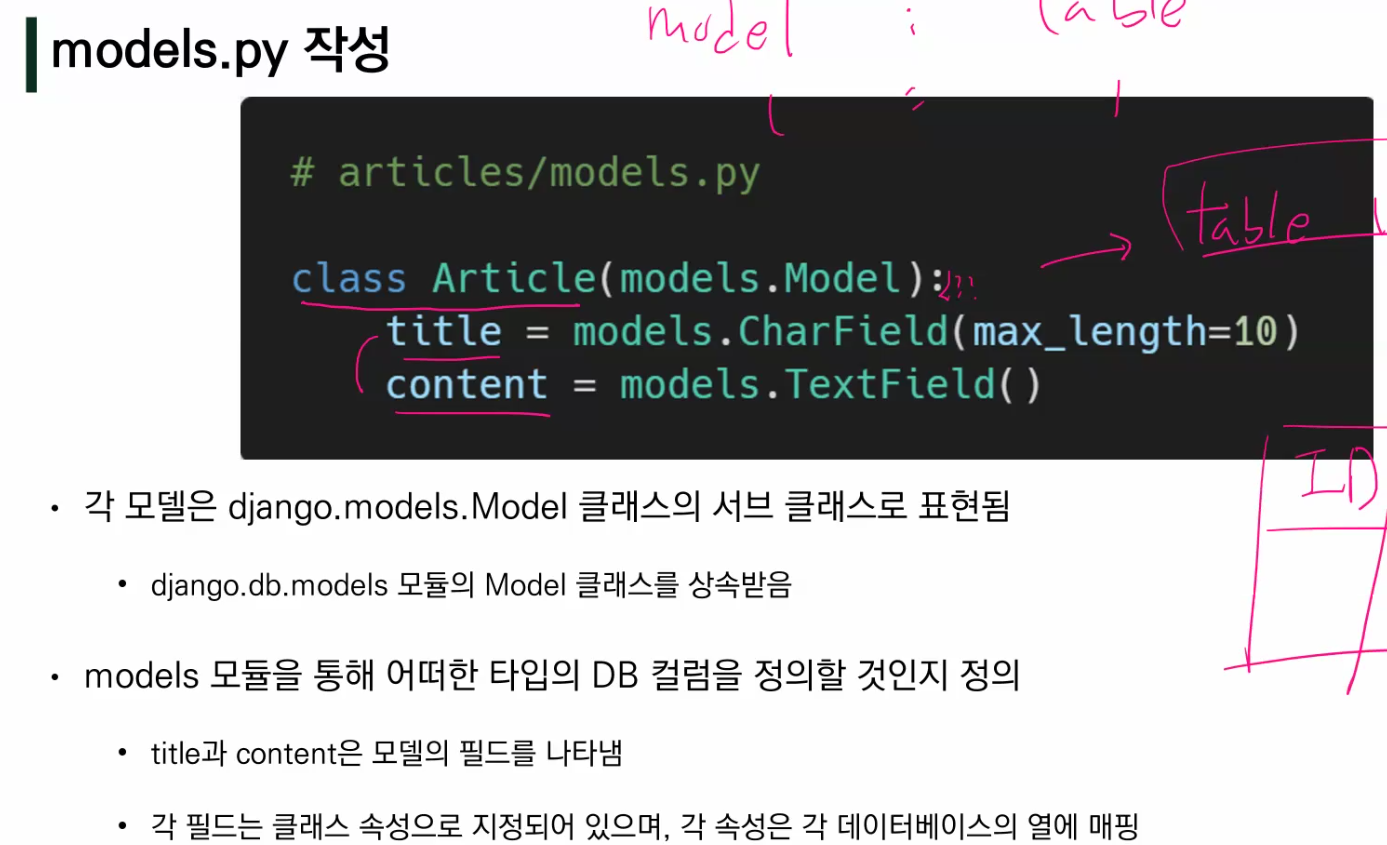 model : table
models.py 작성
# articles/models.py
table
class Article(models.Model):
title = models.CharField(max_length=10)
content = models.TextField()
ID
• 각 모델은 django.models.Model 클래스의 서브 클래스로 표현됨
• django.db.models 모듈의 Model 클래스를 상속받음
• models 모듈을 통해 어떠한 타입의 DB 컬럼을 정의할 것인지 정의
• title과 content은 모델의 필드를 나타냄
• 각 필드는 클래스 속성으로 지정되어 있으며, 각 속성은 각 데이터베이스의 열에 매핑